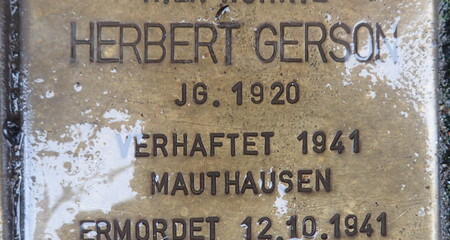 HERBERT GERSON
JG. 1920
VERHAFTET 1941
MAUTHAUSEN
ERMORDET 12.10.1941